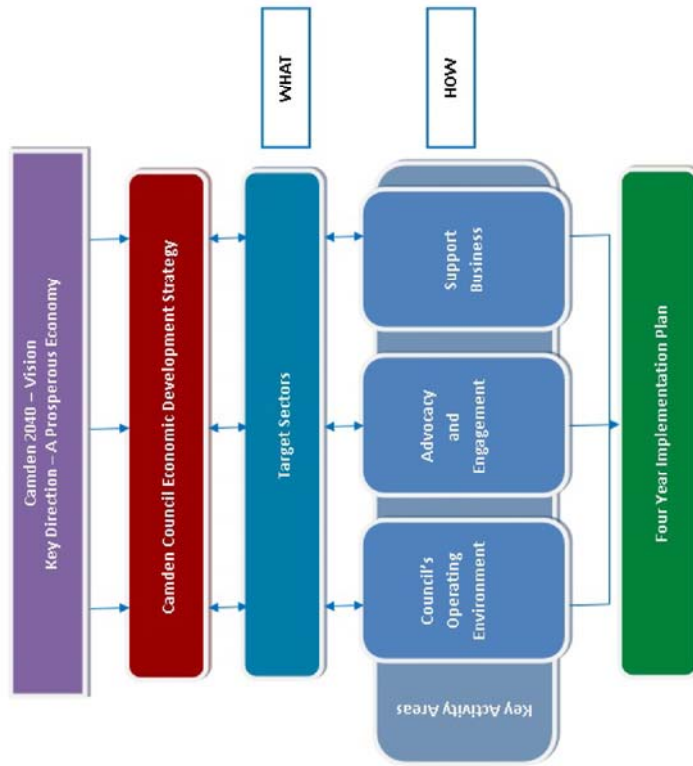 Camden 2040 – Vision
Key Direction – A Prosperous Economy
Camden Council Economic Development Strategy
Target Sectors
WHAT
Key Activity Areas
Council's
Operating
Environment
Advocacy
and
Engagement
Support
Business
HOW
Four Year Implementation Plan